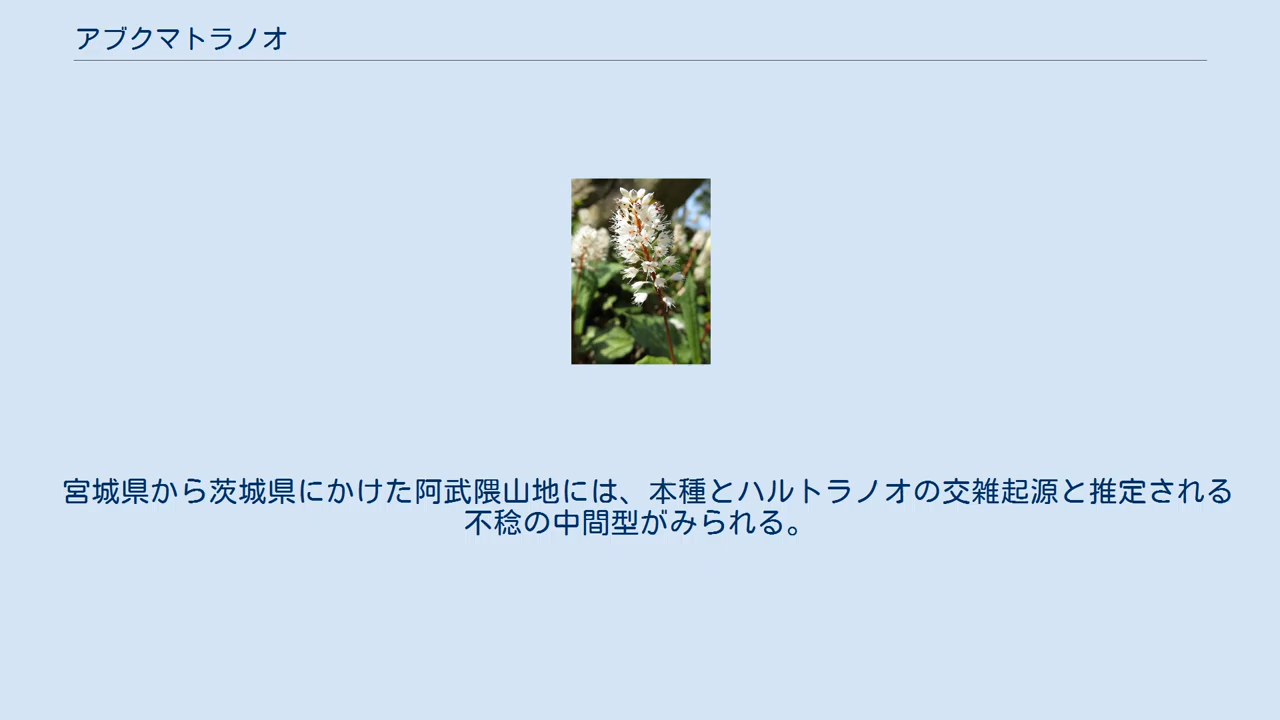 アブクマトラノオ
宮城県から茨城県にかけた阿武隈山地には、本種とハルトラノオの交雑起源と推定される
不稔の中間型がみられる。